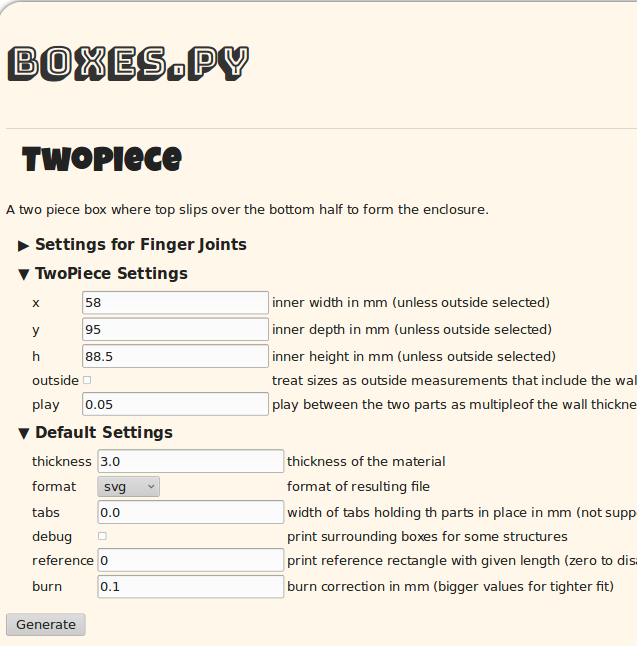 BOXES.PY
TwoPiece
A two piece box where top slips over the bottom half to form the enclosure.
▶ Settings for Finger Joints
▼ TwoPiece Settings
x 58 inner width in mm (unless outside selected)
y 95 inner depth in mm (unless outside selected)
h 88.5 inner height in mm (unless outside selected)
outside treat sizes as outside measurements that include the wal
play 0.05 play between the two parts as multipleof the wall thickne
▼ Default Settings
thickness 3.0 thickness of the material
format svg format of resulting file
tabs 0.0 width of tabs holding th parts in place in mm (not supp
debug print surrounding boxes for some structures
reference 0 print reference rectangle with given length (zero to disa
burn 0.1 burn correction in mm (bigger values for tighter fit)
Generate